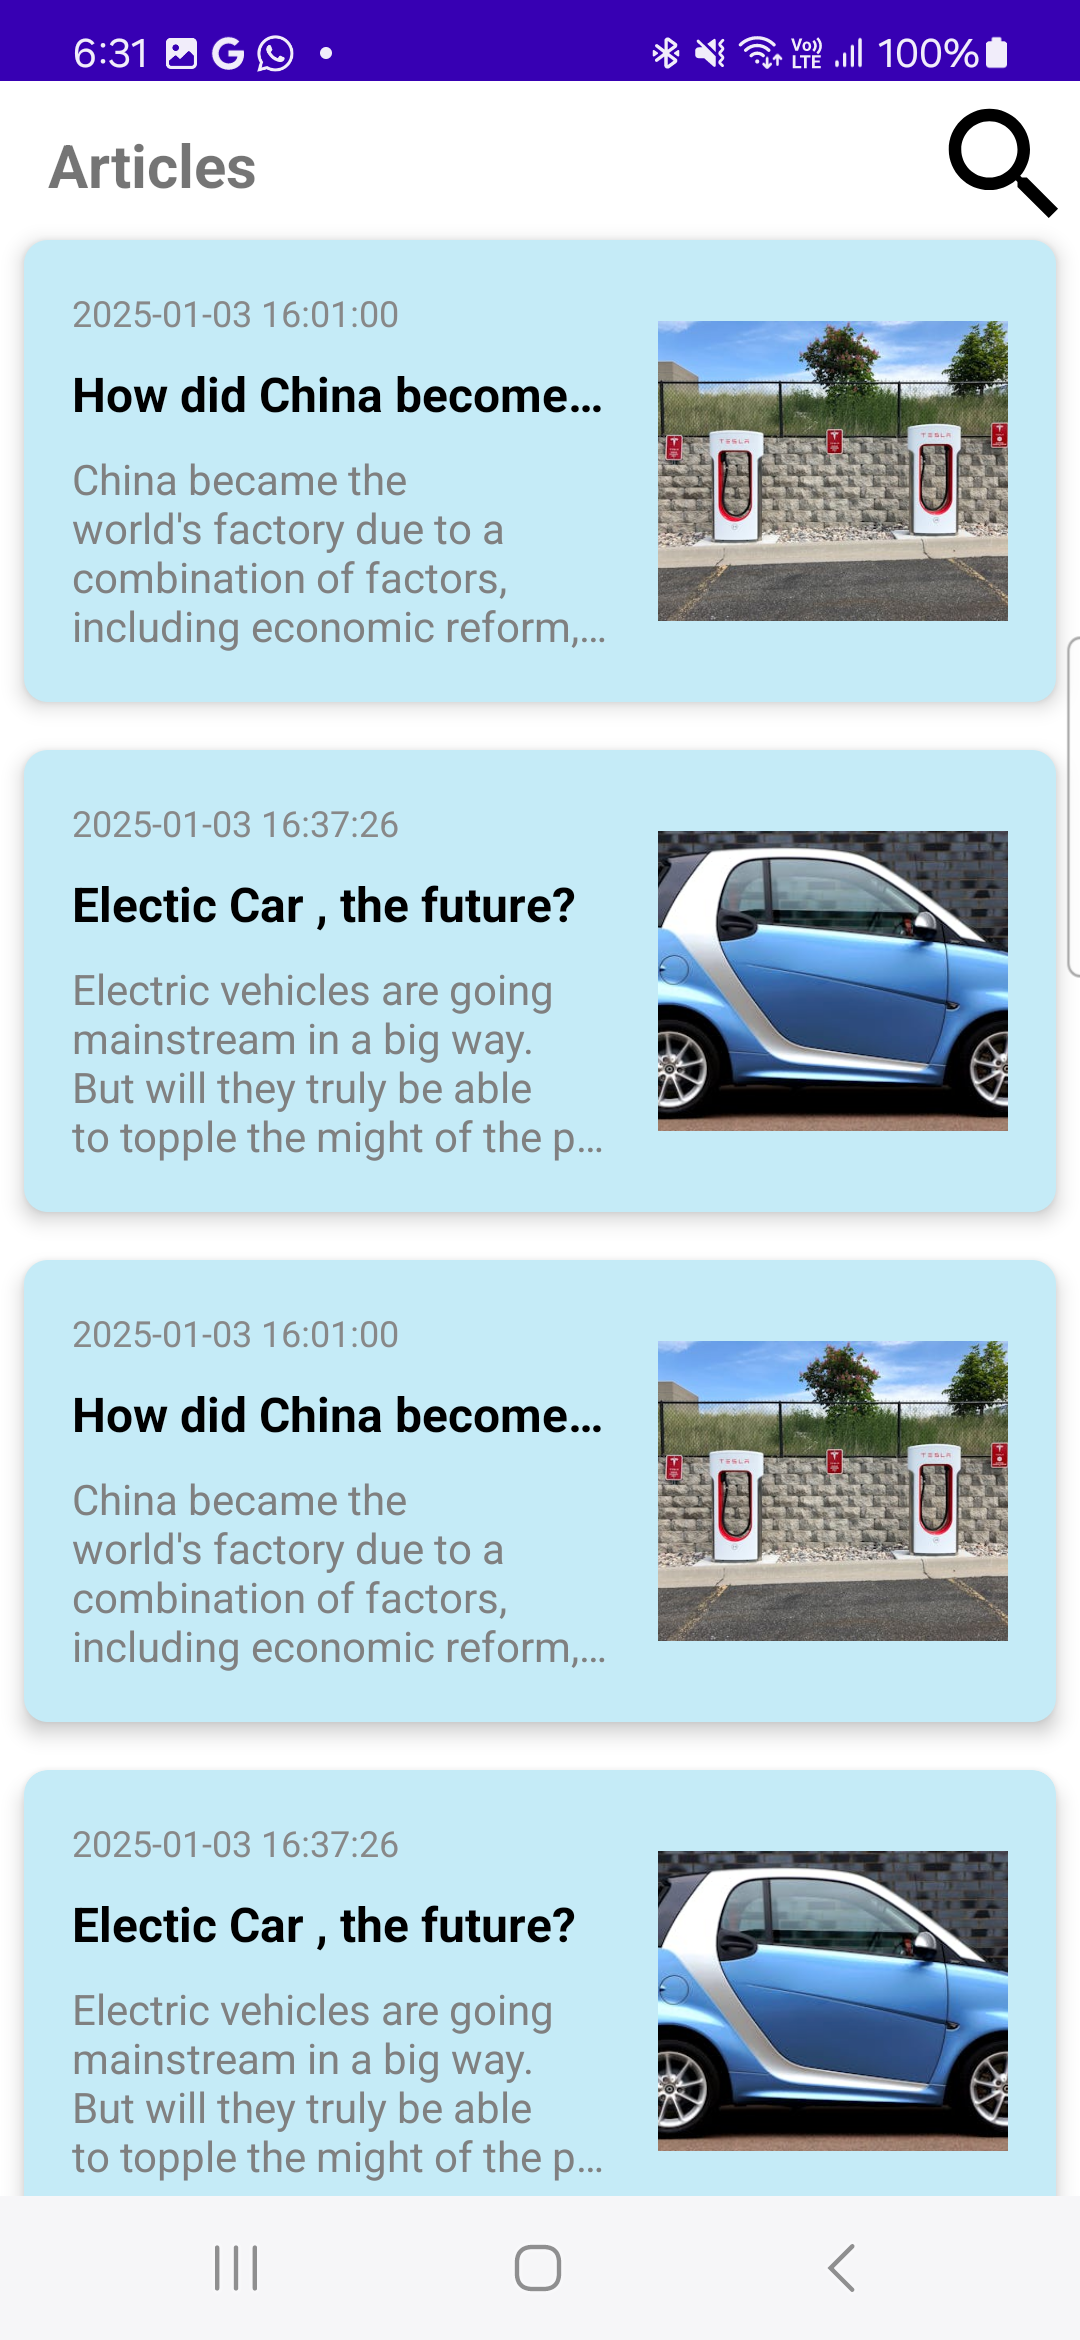 6:31
Vo)) LTE
100%
Articles
2025-01-03 16:01:00
How did China become...
China became the
world's factory due to a
combination of factors,
including economic reform,...
TESLA
TESLA
2025-01-03 16:37:26
Electic Car , the future?
Electric vehicles are going
mainstream in a big way.
But will they truly be able
to topple the might of the p...
2025-01-03 16:01:00
How did China become...
China became the
world's factory due to a
combination of factors,
including economic reform,...
TESLA
TESLA
2025-01-03 16:37:26
Electic Car , the future?
Electric vehicles are going
mainstream in a big way.
But will they truly be able
to topple the might of the p...